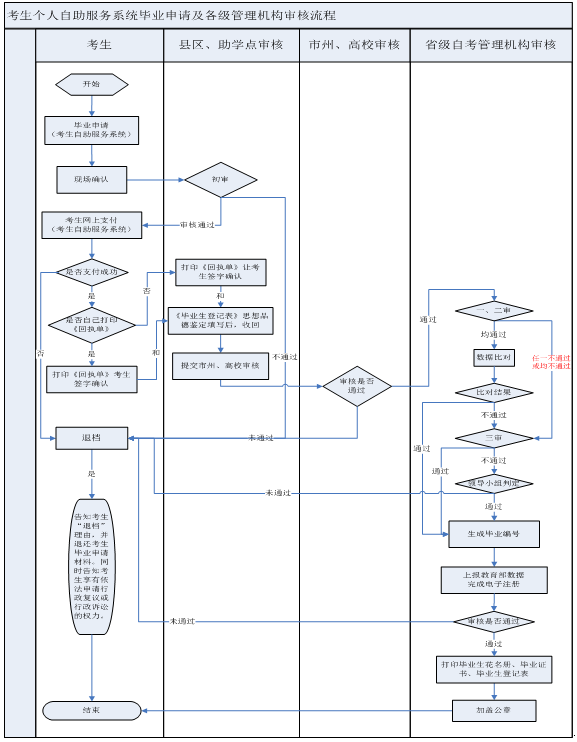 考生个人自助服务系统毕业申请及各级管理机构审核流程
考生
县区、助学点审核
市州、高校审核
省级自考管理机构审核
开始
毕业申请
（考生自助服务系统）
现场确认
初审
审核通过
考生网上支付
（考生自助服务系统）
是否支付成功
是
否
否
是否自己打印
《回执单》
是
和
打印《回执单》考生
签字确认
打印《回执单》让考
生签字确认
和
《毕业生登记表》思想品
德鉴定填写后，收回
提交市州、高校审核
不通过
审核是否
通过
通过
未通过
一、二审
均通过
任一不通过
或均不通过
数据比对
比对结果
不通过
通过
三审
通过
不通过
领导小组判定
未通过
通过
生成毕业编号
上报教育部数据
完成电子注册
审核是否通过
未通过
通过
打印毕业生花名册、毕业证
书、毕业生登记表
加盖公章
退档
是
告知考生
“退档”
理由，并
退还考生
毕业申请
材料。同
时告知考
生享有依
法申请行
政复议或
行政诉讼
的权力。
结束